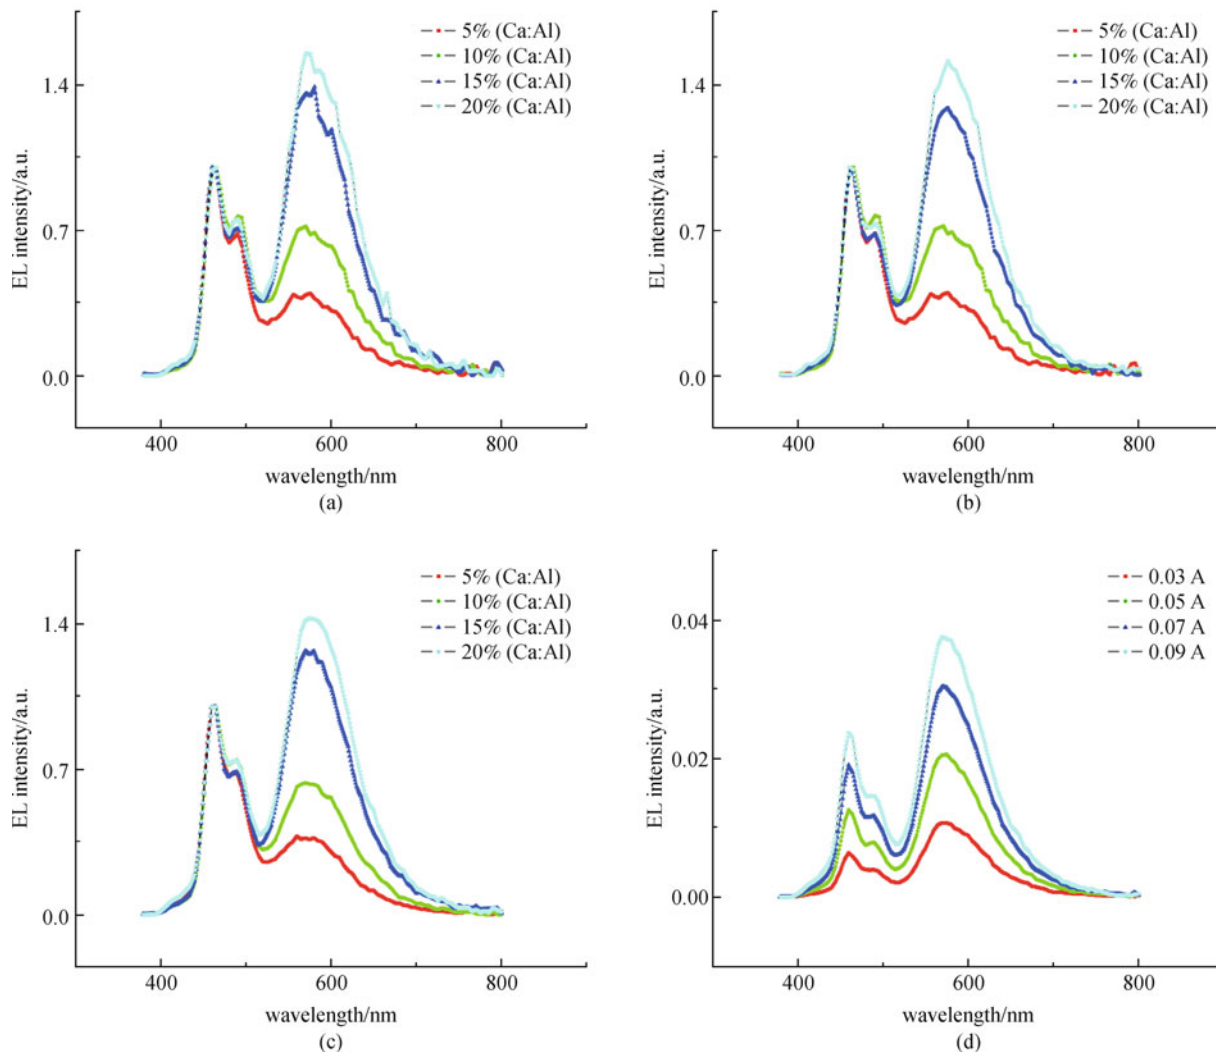 5% (Ca:Al)
10% (Ca:Al)
15% (Ca:Al)
20% (Ca:Al)
1.4
0.7
0.0
EL intensity/a.u.
400
600
800
wavelength/nm
(a)
5% (Ca:Al)
10% (Ca:Al)
15% (Ca:Al)
20% (Ca:Al)
1.4
0.7
0.0
EL intensity/a.u.
400
600
800
wavelength/nm
(b)
5% (Ca:Al)
10% (Ca:Al)
15% (Ca:Al)
20% (Ca:Al)
1.4
0.7
0.0
EL intensity/a.u.
400
600
800
wavelength/nm
(c)
0.03 A
0.05 A
0.07 A
0.09 A
0.04
0.02
0.00
EL intensity/a.u.
400
600
800
wavelength/nm
(d)